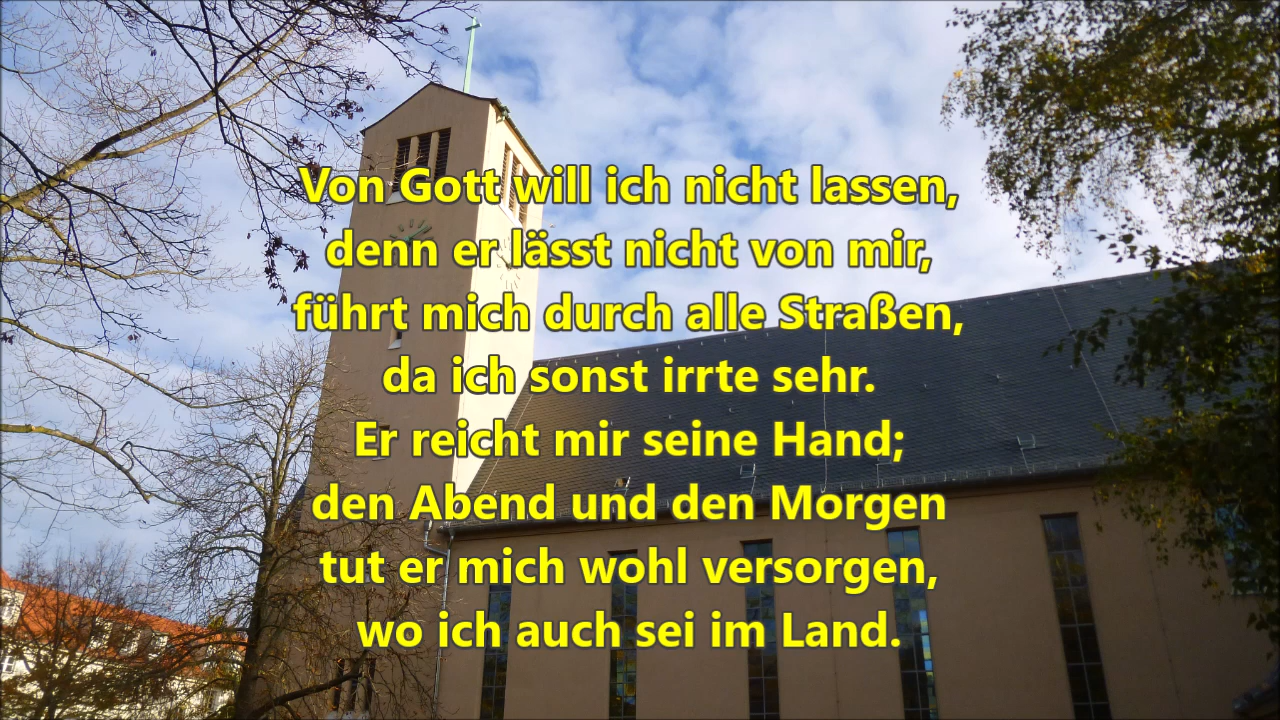 Von Gott will ich nicht lassen,
denn er lässt nicht von mir,
führt mich durch alle Straßen,
da ich sonst irrte sehr.
Er reicht mir seine Hand;
den Abend und den Morgen
tut er mich wohl versorgen,
wo ich auch sei im Land.